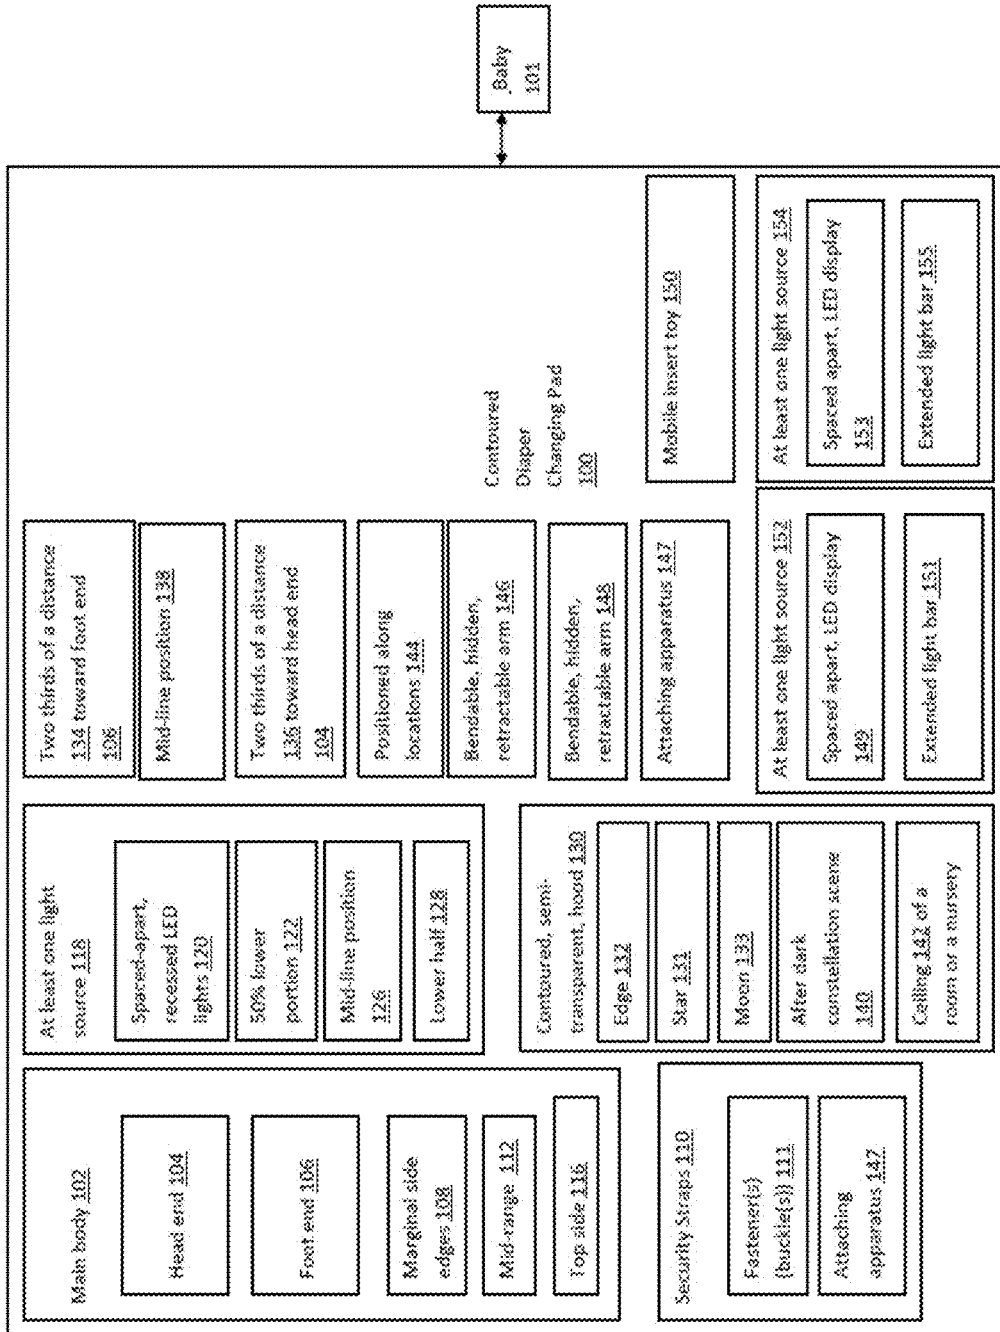 Main body 102
Head end 104
Foot end 106
Marginal side
edges 108
Mid-range 112
Top side 116
Security Straps 110
Fastener(s)
(buckle(s)) 111
Attaching
apparatus 147
At least one light
source 118
Spaced-apart,
recessed LED
lights 120
50% lower
portion 122
Mid-line position
126
Lower half 128
Contoured, semi-
transparent, hood 130
Edge 132
Star 131
Moon 133
After dark
constellation scene
140
Ceiling 142 of a
room or a nursery
Two thirds of a distance
134 toward foot end
106
Mid-line position 138
Two thirds of a distance
136 toward head end
104
Positioned along
locations 144
Bendable, hidden,
retractable arm 146
Bendable, hidden,
retractable arm 148
Attaching apparatus 147
At least one light source 152
Spaced apart, LED display
149
Extended light bar 151
Contoured
Diaper
Changing Pad
100
Mobile insert toy 150
At least one light source 154
Spaced apart, LED display
153
Extended light bar 155
Baby
101